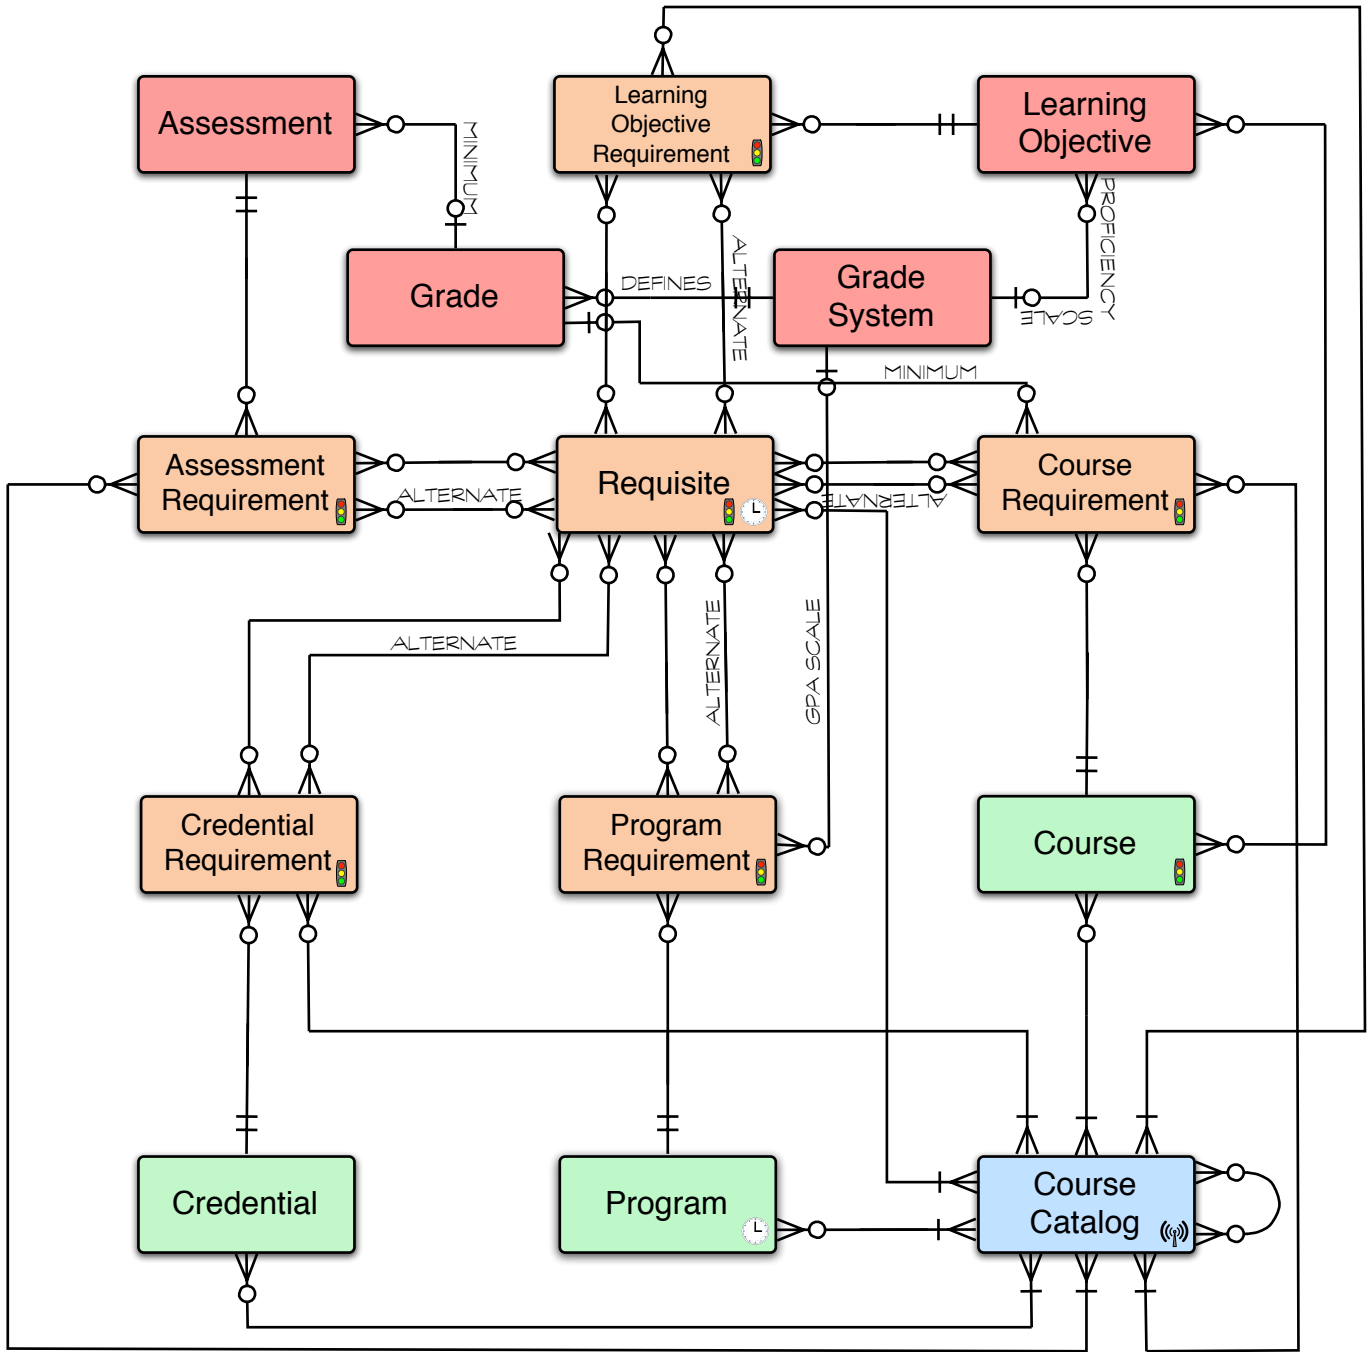 Assessment
MINIMUM
Learning
Objective
Requirement
Learning
Objective
PROFICIENCY
SCALE
Grade
DEFINES
ALTERNATE
Grade
System
MINIMUM
Assessment
Requirement
ALTERNATE
Requisite
ALTERNATE
Course
Requirement
ALTERNATE
ALTERNATE
GPA SCALE
Credential
Requirement
Program
Requirement
Course
Credential
Program
Course
Catalog